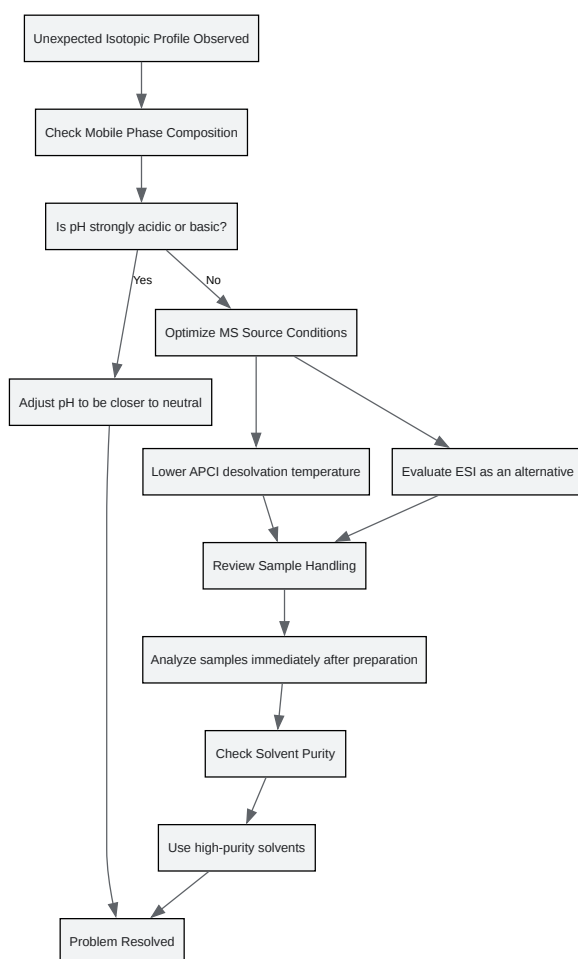 Unexpected Isotopic Profile Observed
Check Mobile Phase Composition
Is pH strongly acidic or basic?
Yes
No
Optimize MS Source Conditions
Adjust pH to be closer to neutral
Lower APCI desolvation temperature
Evaluate ESI as an alternative
Review Sample Handling
Analyze samples immediately after preparation
Check Solvent Purity
Use high-purity solvents
Problem Resolved